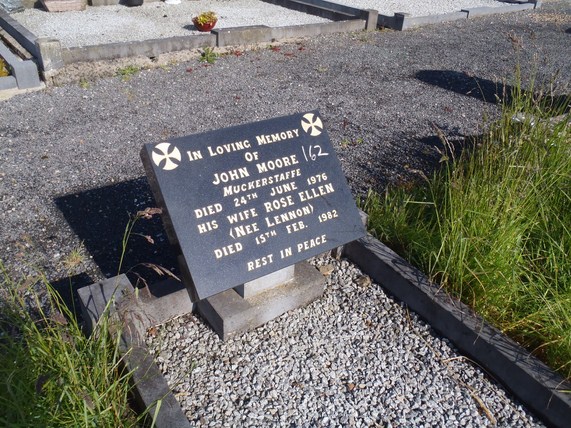 In Loving Memory
OF
JOHN MOORE 162
MUCKERSTAFFE
DIED 24TH JUNE 1976
HIS WIFE ROSE ELLEN
(NEE LENNON)
DIED 15TH FEB. 1982
REST IN PEACE